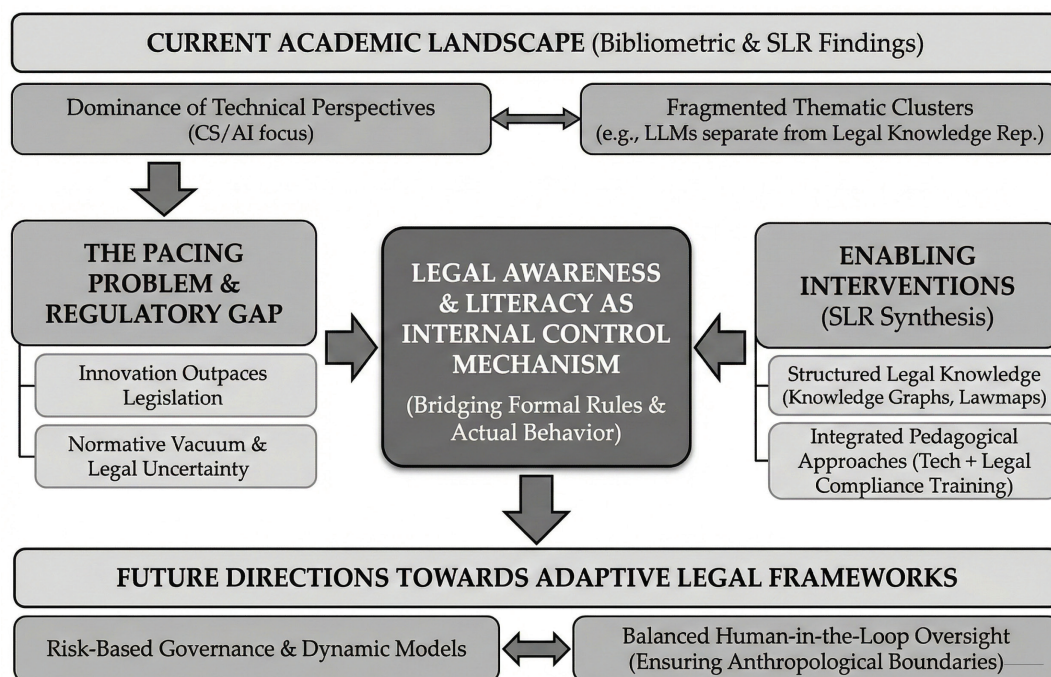 CURRENT ACADEMIC LANDSCAPE (Bibliometric & SLR Findings)
Dominance of Technical Perspectives
(CS/AI focus)
Fragmented Thematic Clusters
(e.g., LLMs separate from Legal Knowledge Rep.)
THE PACING
PROBLEM &
REGULATORY GAP
Innovation Outpaces
Legislation
Normative Vacuum &
Legal Uncertainty
LEGAL AWARENESS
& LITERACY AS
INTERNAL CONTROL
MECHANISM
(Bridging Formal Rules &
Actual Behavior)
ENABLING
INTERVENTIONS
(SLR Synthesis)
Structured Legal Knowledge
(Knowledge Graphs, Lawmaps)
Integrated Pedagogical
Approaches (Tech + Legal
Compliance Training)
FUTURE DIRECTIONS TOWARDS ADAPTIVE LEGAL FRAMEWORKS
Risk-Based Governance & Dynamic Models
Balanced Human-in-the-Loop Oversight
(Ensuring Anthropological Boundaries)